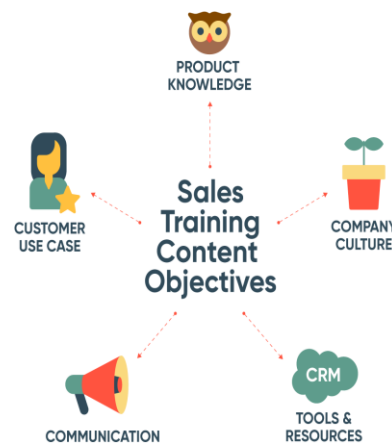 PRODUCT
KNOWLEDGE
Sales
Training
Content
Objectives
CUSTOMER
USE CASE
COMPANY
CULTURE
COMMUNICATION
CRM
TOOLS &
RESOURCES